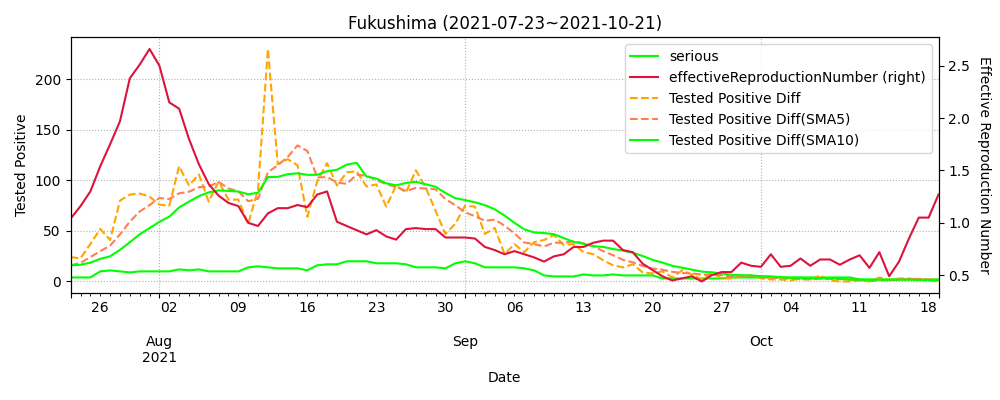 Fukushima (2021-07-23~2021-10-21)
serious
effectiveReproductionNumber (right)
Tested Positive Diff
Tested Positive Diff(SMA5)
Tested Positive Diff(SMA10)
Tested Positive
200
150
100
50
0
2.5
2.0
1.5
1.0
0.5
Effective Reproduction Number
26 02 09 16 23 30 06 13 20 27 04 11 18
Aug Sep Oct
2021
Date